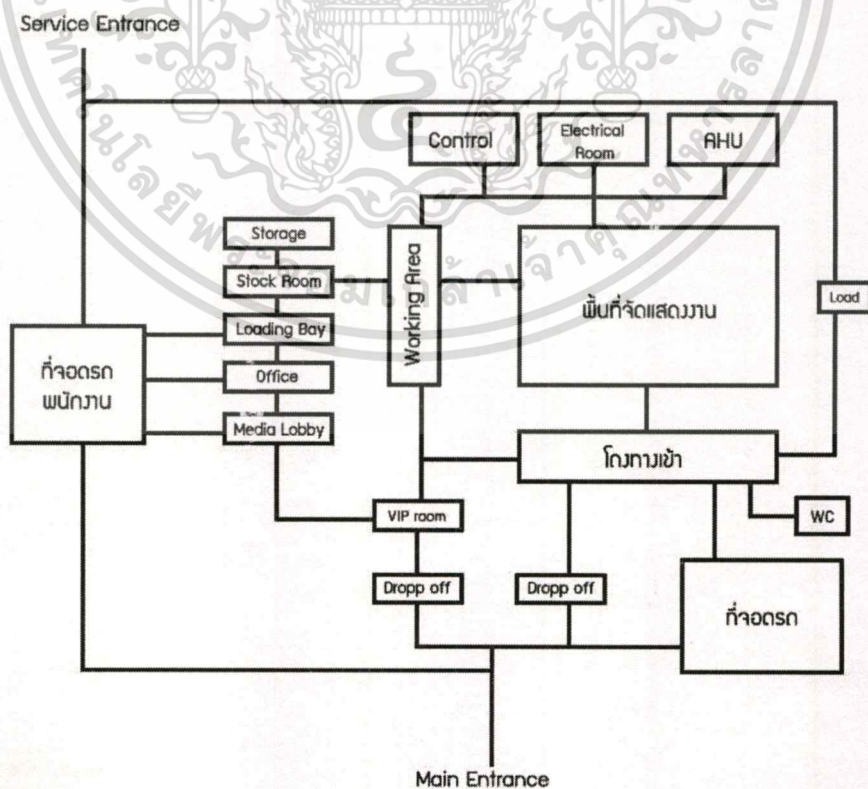 Service Entrance
Control
Electrical
Room
AHU
Storage
Stock Room
Loading Bay
Office
Media Lobby
Working Area
พื้นที่จัดแสดงงาน
Load
ที่จอดรถ
พนักงาน
โถงทางเข้า
VIP room
WC
Dropp off
Dropp off
ที่จอดรถ
Main Entrance